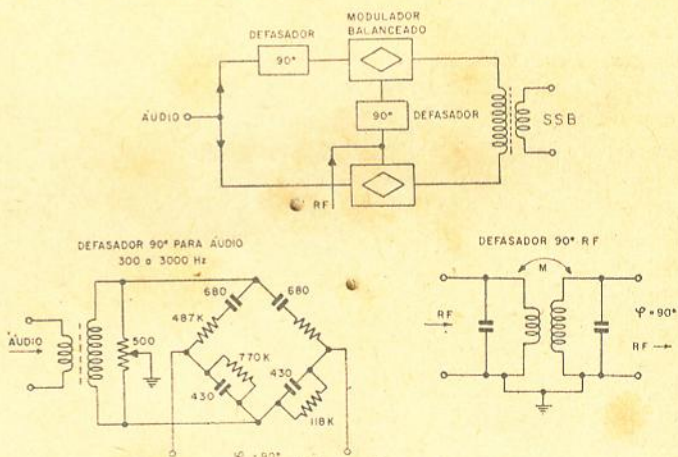 MODULADOR
BALANCEADO
DEFASADOR
90°
90°
DEFASADOR
ÁUDIO
SSB
RF
DEFASADOR 90° PARA ÁUDIO
300 a 3000 Hz
680
680
487K
ÁUDIO
500
770K
430
430
118K
φ = 90°
DEFASADOR 90° RF
M
RF
φ = 90°
RF